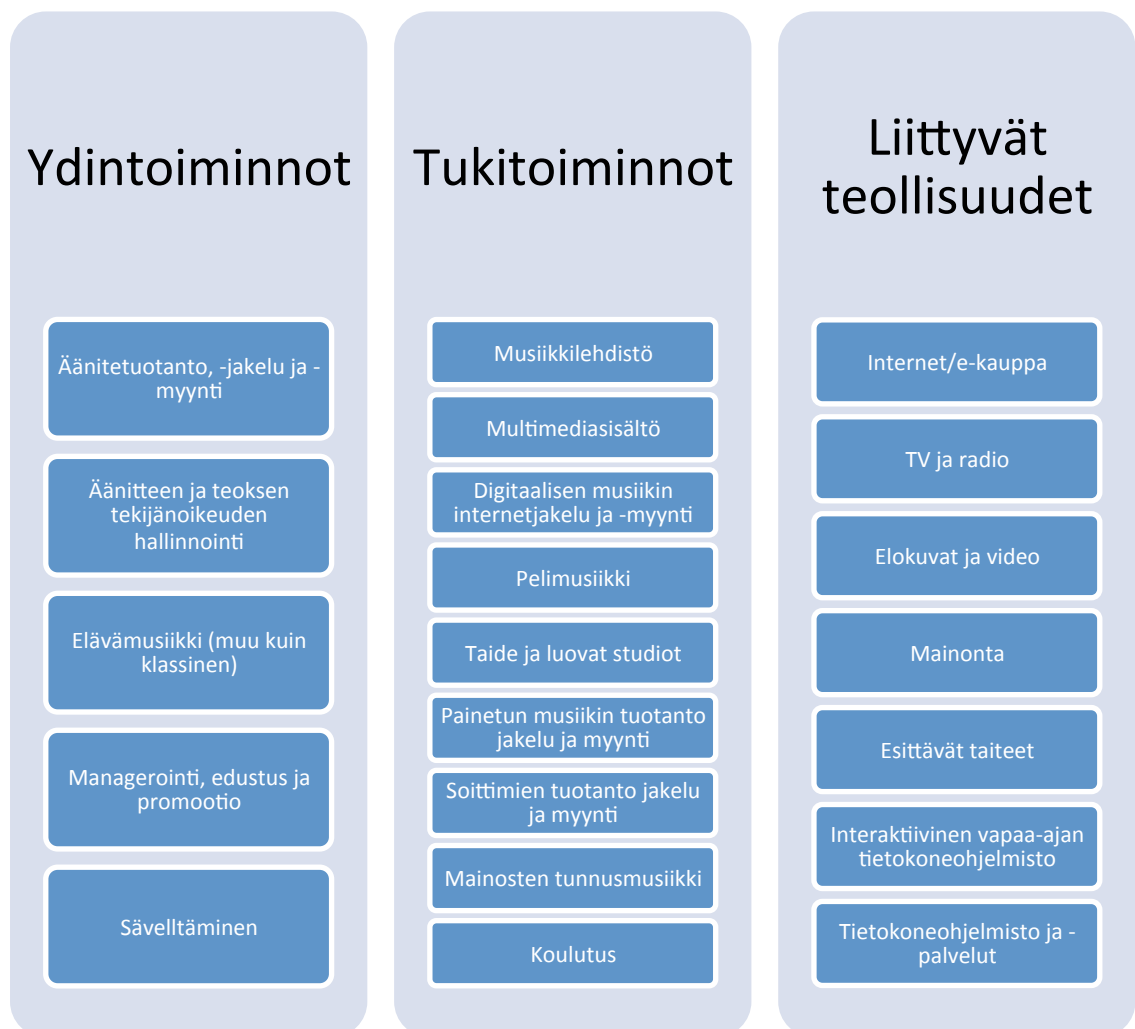 Ydintoiminnot
Äänitetuotanto, -jakelu ja -
myynti
Äänitteen ja teoksen
tekijänoikeuden
hallinnointi
Elävämusiikki (muu kuin
klassinen)
Managerointi, edustus ja
promootio
Sävelltäminen
Tukitoiminnot
Musiikkilehdistö
Multimediasisältö
Digitaalisen musiikin
internetjakelu ja -myynti
Pelimusiikki
Taide ja luovat studiot
Painetun musiikin tuotanto
jakelu ja myynti
Soittimien tuotanto jakelu
ja myynti
Mainosten tunnusmusiikki
Koulutus
Liittyvät
teollisuudet
Internet/e-kauppa
TV ja radio
Elokuvat ja video
Mainonta
Esittävät taiteet
Interaktiivinen vapaa-ajan
tietokoneohjelmisto
Tietokoneohjelmisto ja -
palvelut